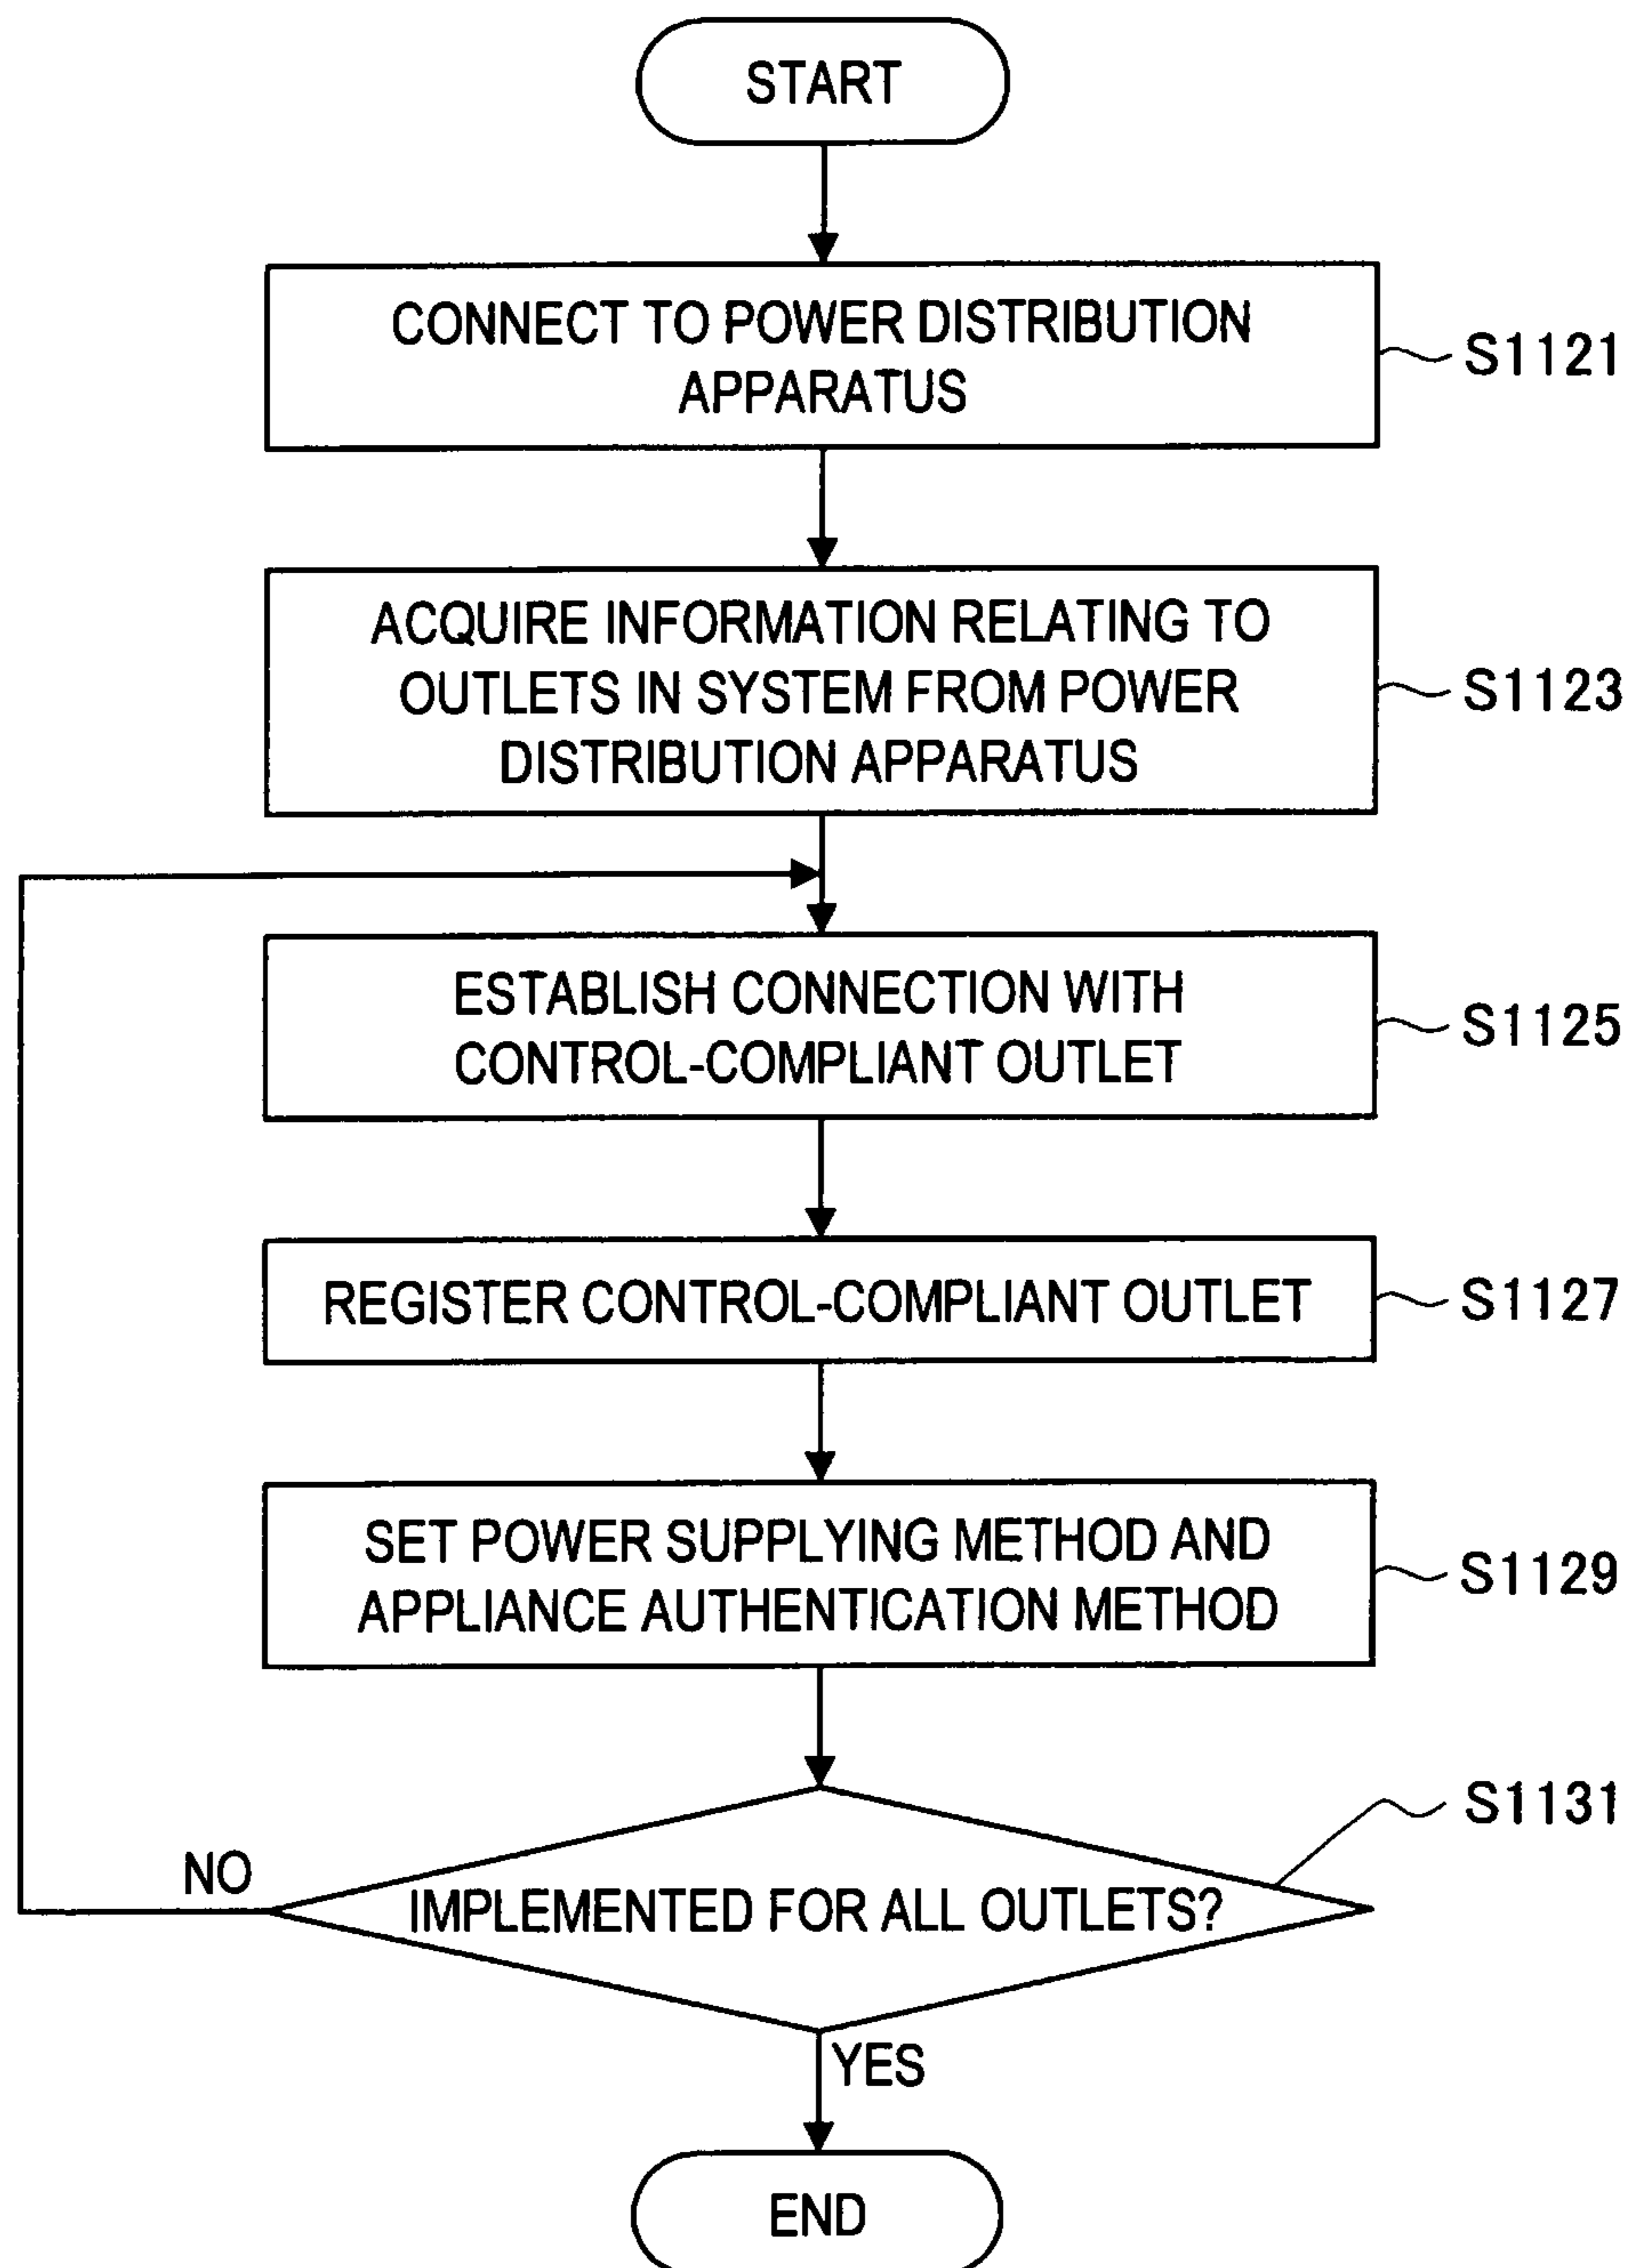 START
CONNECT TO POWER DISTRIBUTION
APPARATUS
S1121
ACQUIRE INFORMATION RELATING TO
OUTLETS IN SYSTEM FROM POWER
DISTRIBUTION APPARATUS
S1123
ESTABLISH CONNECTION WITH
CONTROL-COMPLIANT OUTLET
S1125
REGISTER CONTROL-COMPLIANT OUTLET
S1127
SET POWER SUPPLYING METHOD AND
APPLIANCE AUTHENTICATION METHOD
S1129
S1131
NO
IMPLEMENTED FOR ALL OUTLETS?
YES
END